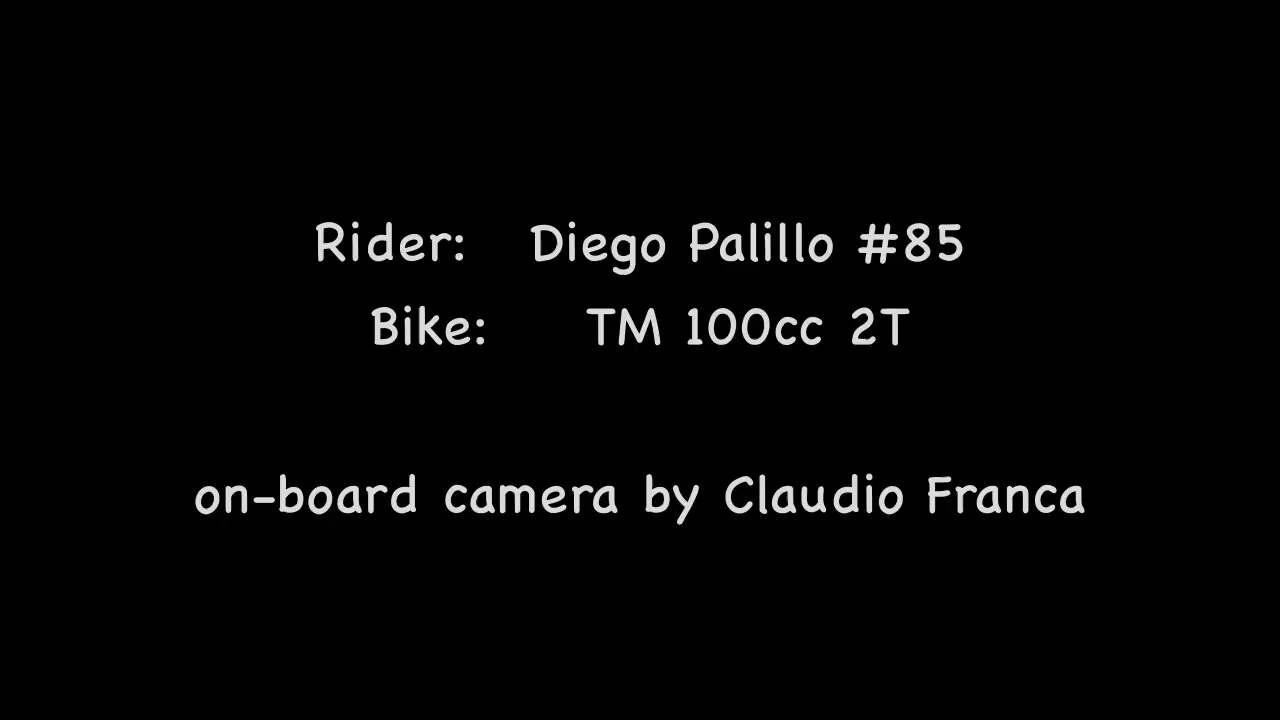 Rider: Diego Palillo #85
Bike: TM 100cc 2T
on-board camera by Claudio Franca